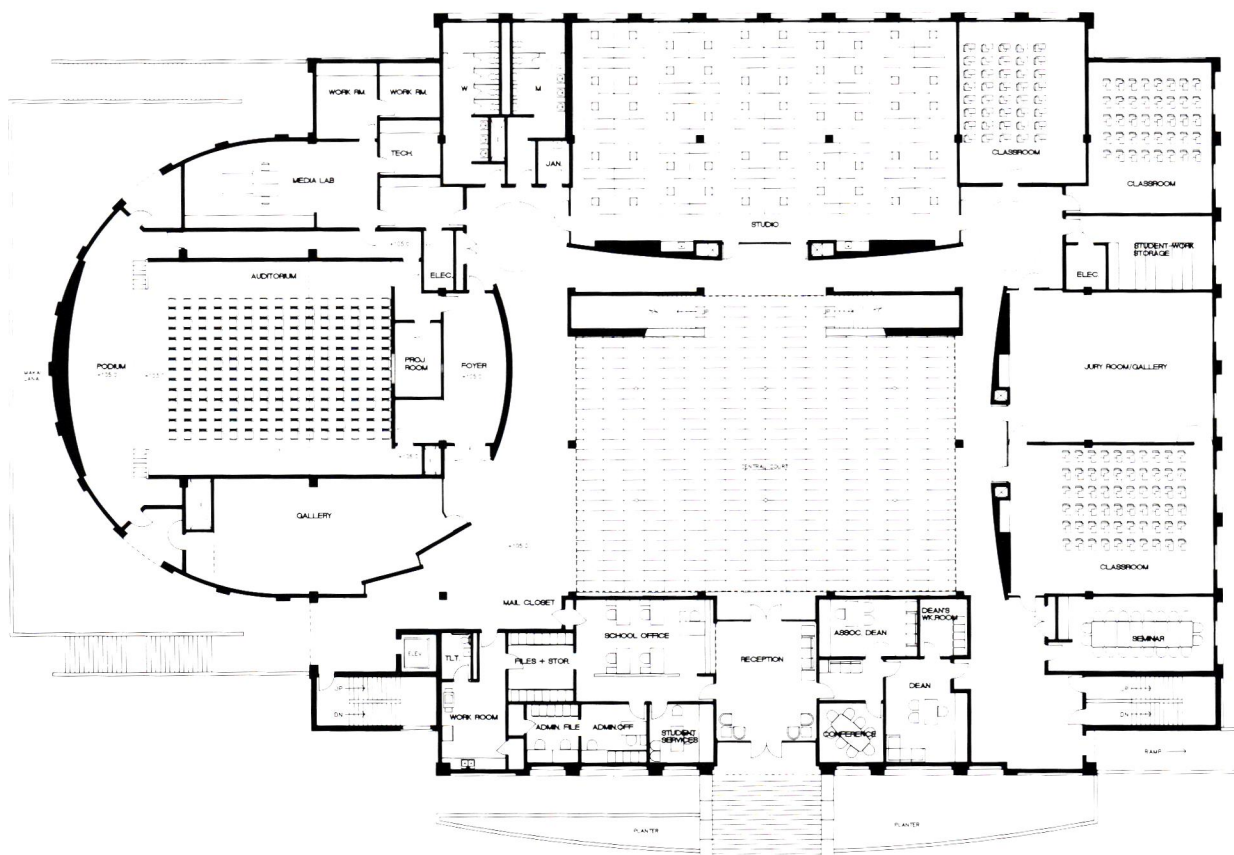 WORK RM.
WORK RM.
W
M
TECH.
JAN.
MEDIA LAB
CLASSROOM
CLASSROOM
STUDIO
STUDENT WORK
STORAGE
ELEC.
ELEC
AUDITORIUM
DN
UP
UP
PODIUM
PROJ.
ROOM
FOYER
JURY ROOM/GALLERY
CENTRAL COURT
GALLERY
CLASSROOM
MAIL CLOSET
SCHOOL OFFICE
ASSOC. DEAN
DEAN'S
WK.ROOM
SEMINAR
ELEV.
TLT.
FILES + STOR.
RECEPTION
DEAN
UP
DN
WORK ROOM
ADMIN. FILE
ADMIN.OFF
STUDENT
SERVICES
CONFERENCE
UP
DN
RAMP
PLANTER
PLANTER